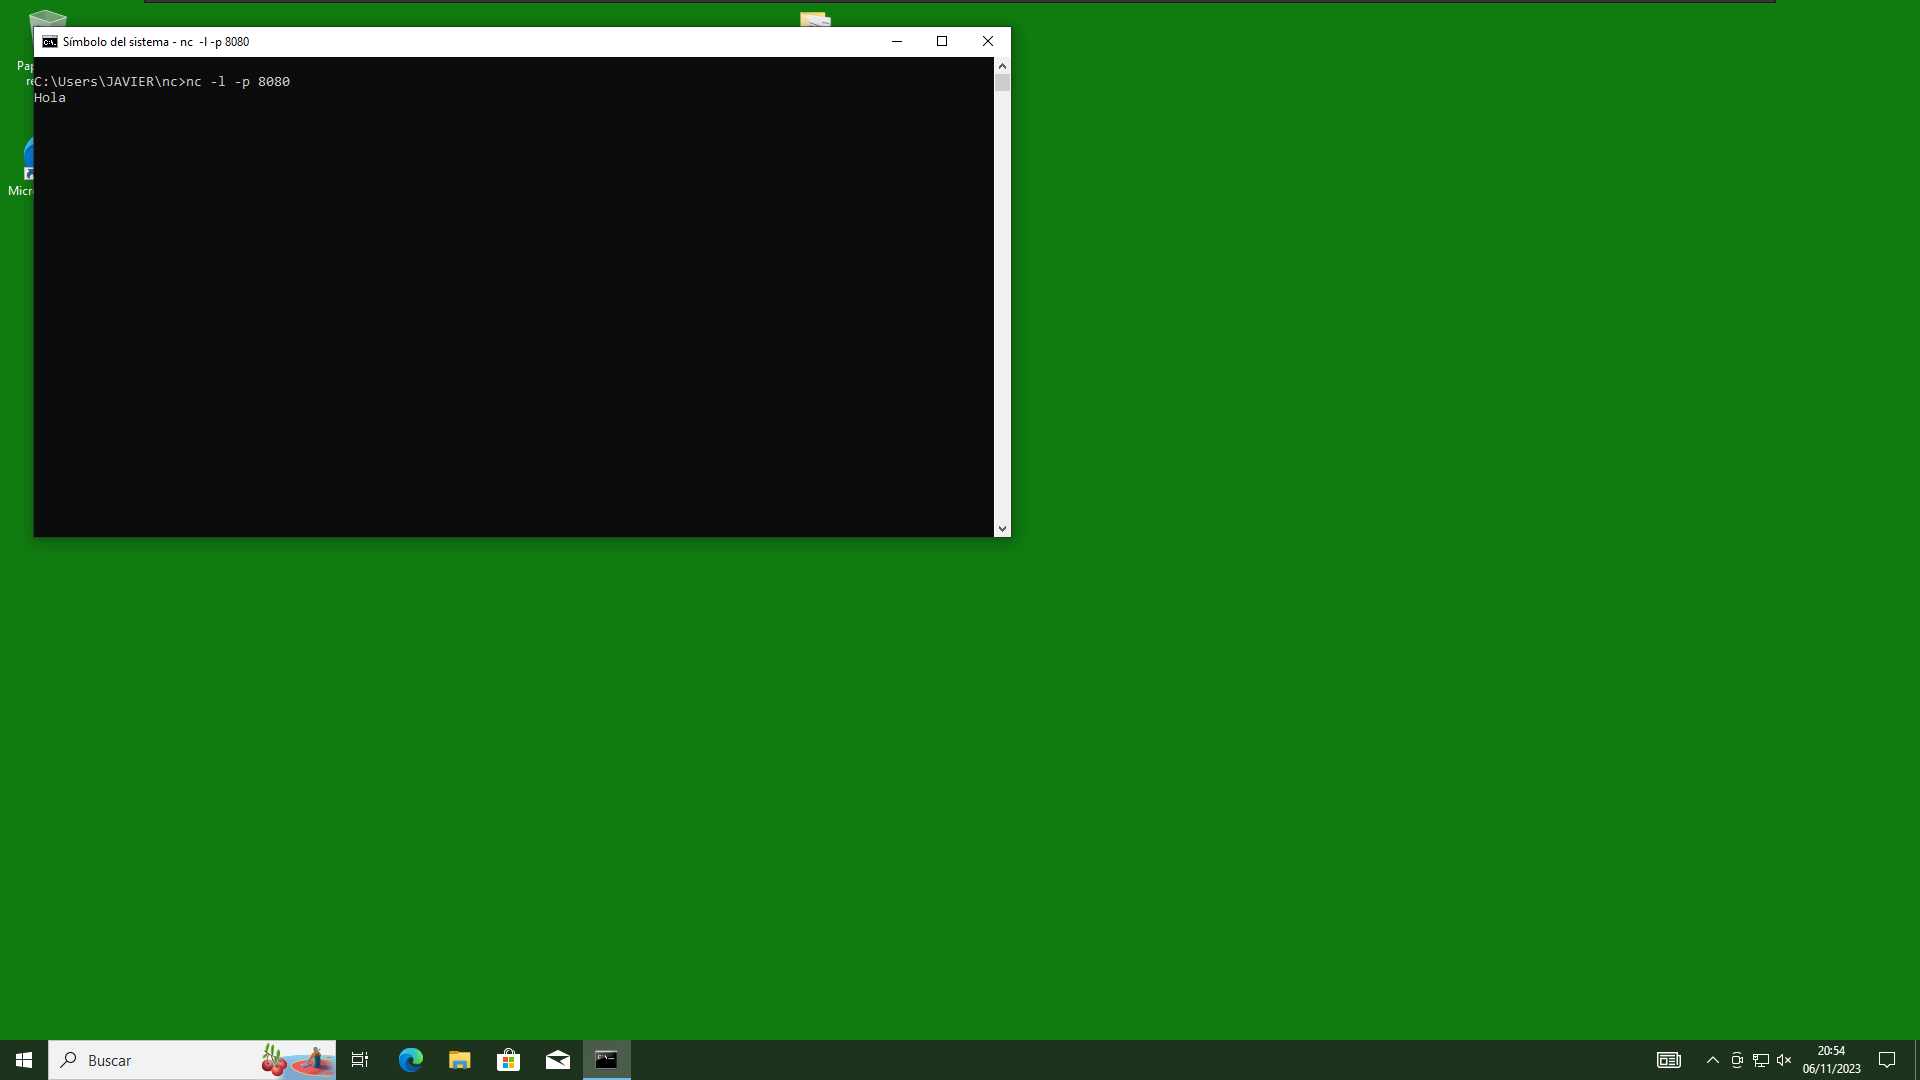 Símbolo del sistema - nc  -l -p 8080
C:\Users\JAVIER\nc>nc -l -p 8080
Hola
Buscar
20:54
06/11/2023